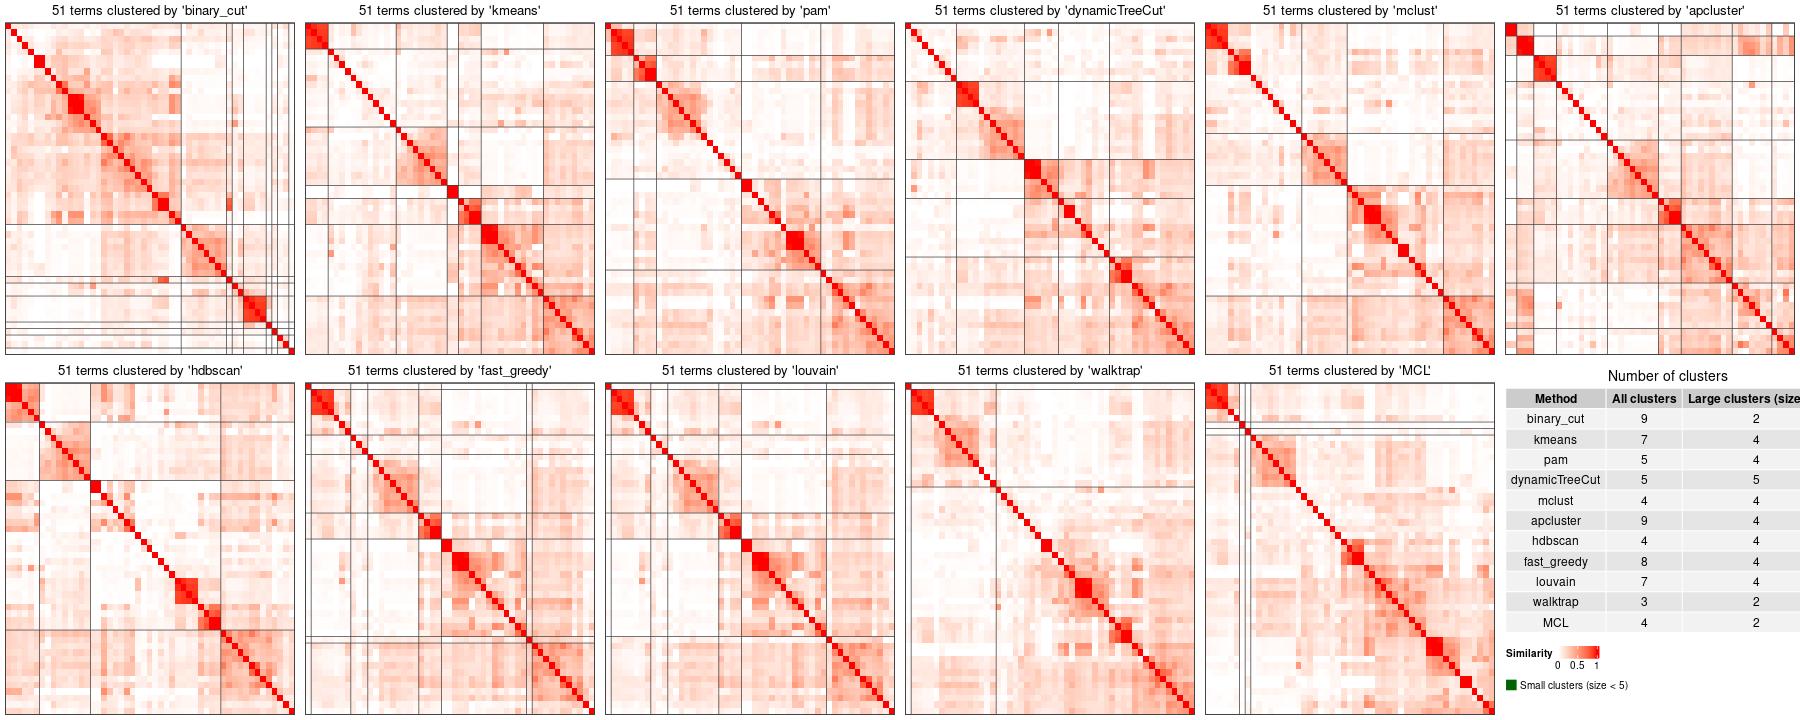 51 terms clustered by 'binary_cut'
51 terms clustered by 'kmeans'
51 terms clustered by 'pam'
51 terms clustered by 'dynamicTreeCut'
51 terms clustered by 'mclust'
51 terms clustered by 'apcluster'
51 terms clustered by 'hdbscan'
51 terms clustered by 'fast_greedy'
51 terms clustered by 'louvain'
51 terms clustered by 'walktrap'
51 terms clustered by 'MCL'
Number of clusters
Method All clusters Large clusters (size
binary_cut 9 2
kmeans 7 4
pam 5 4
dynamicTreeCut 5 5
mclust 4 4
apcluster 9 4
hdbscan 4 4
fast_greedy 8 4
louvain 7 4
walktrap 3 2
MCL 4 2
Similarity
0 0.5 1
Small clusters (size < 5)